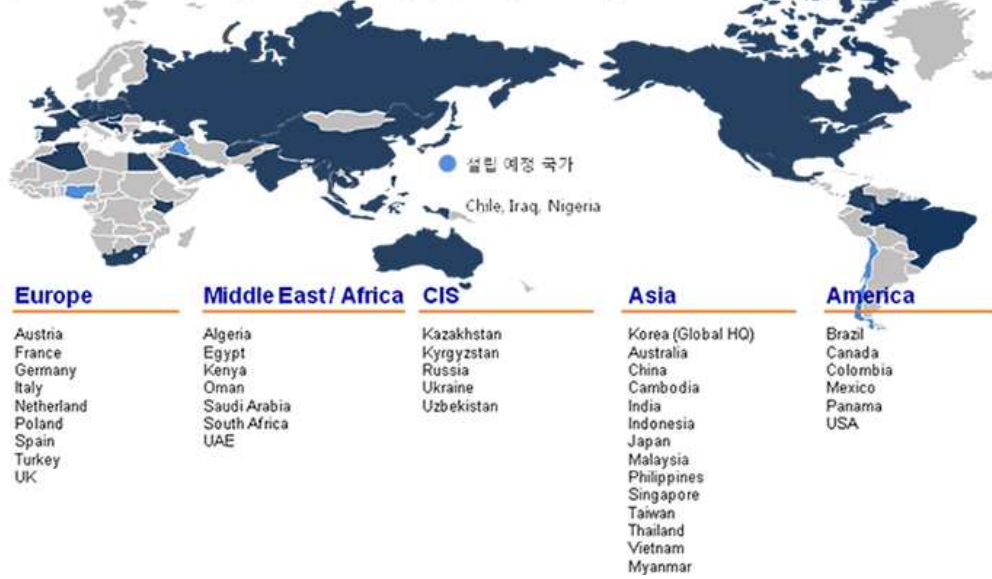 설립 예정 국가
Chile, Iraq, Nigeria
Europe
Austria
France
Germany
Italy
Netherland
Poland
Spain
Turkey
UK
Middle East / Africa
Algeria
Egypt
Kenya
Oman
Saudi Arabia
South Africa
UAE
CIS
Kazakhstan
Kyrgyzstan
Russia
Ukraine
Uzbekistan
Asia
Korea (Global HQ)
Australia
China
Cambodia
India
Indonesia
Japan
Malaysia
Philippines
Singapore
Taiwan
Thailand
Vietnam
Myanmar
America
Brazil
Canada
Colombia
Mexico
Panama
USA